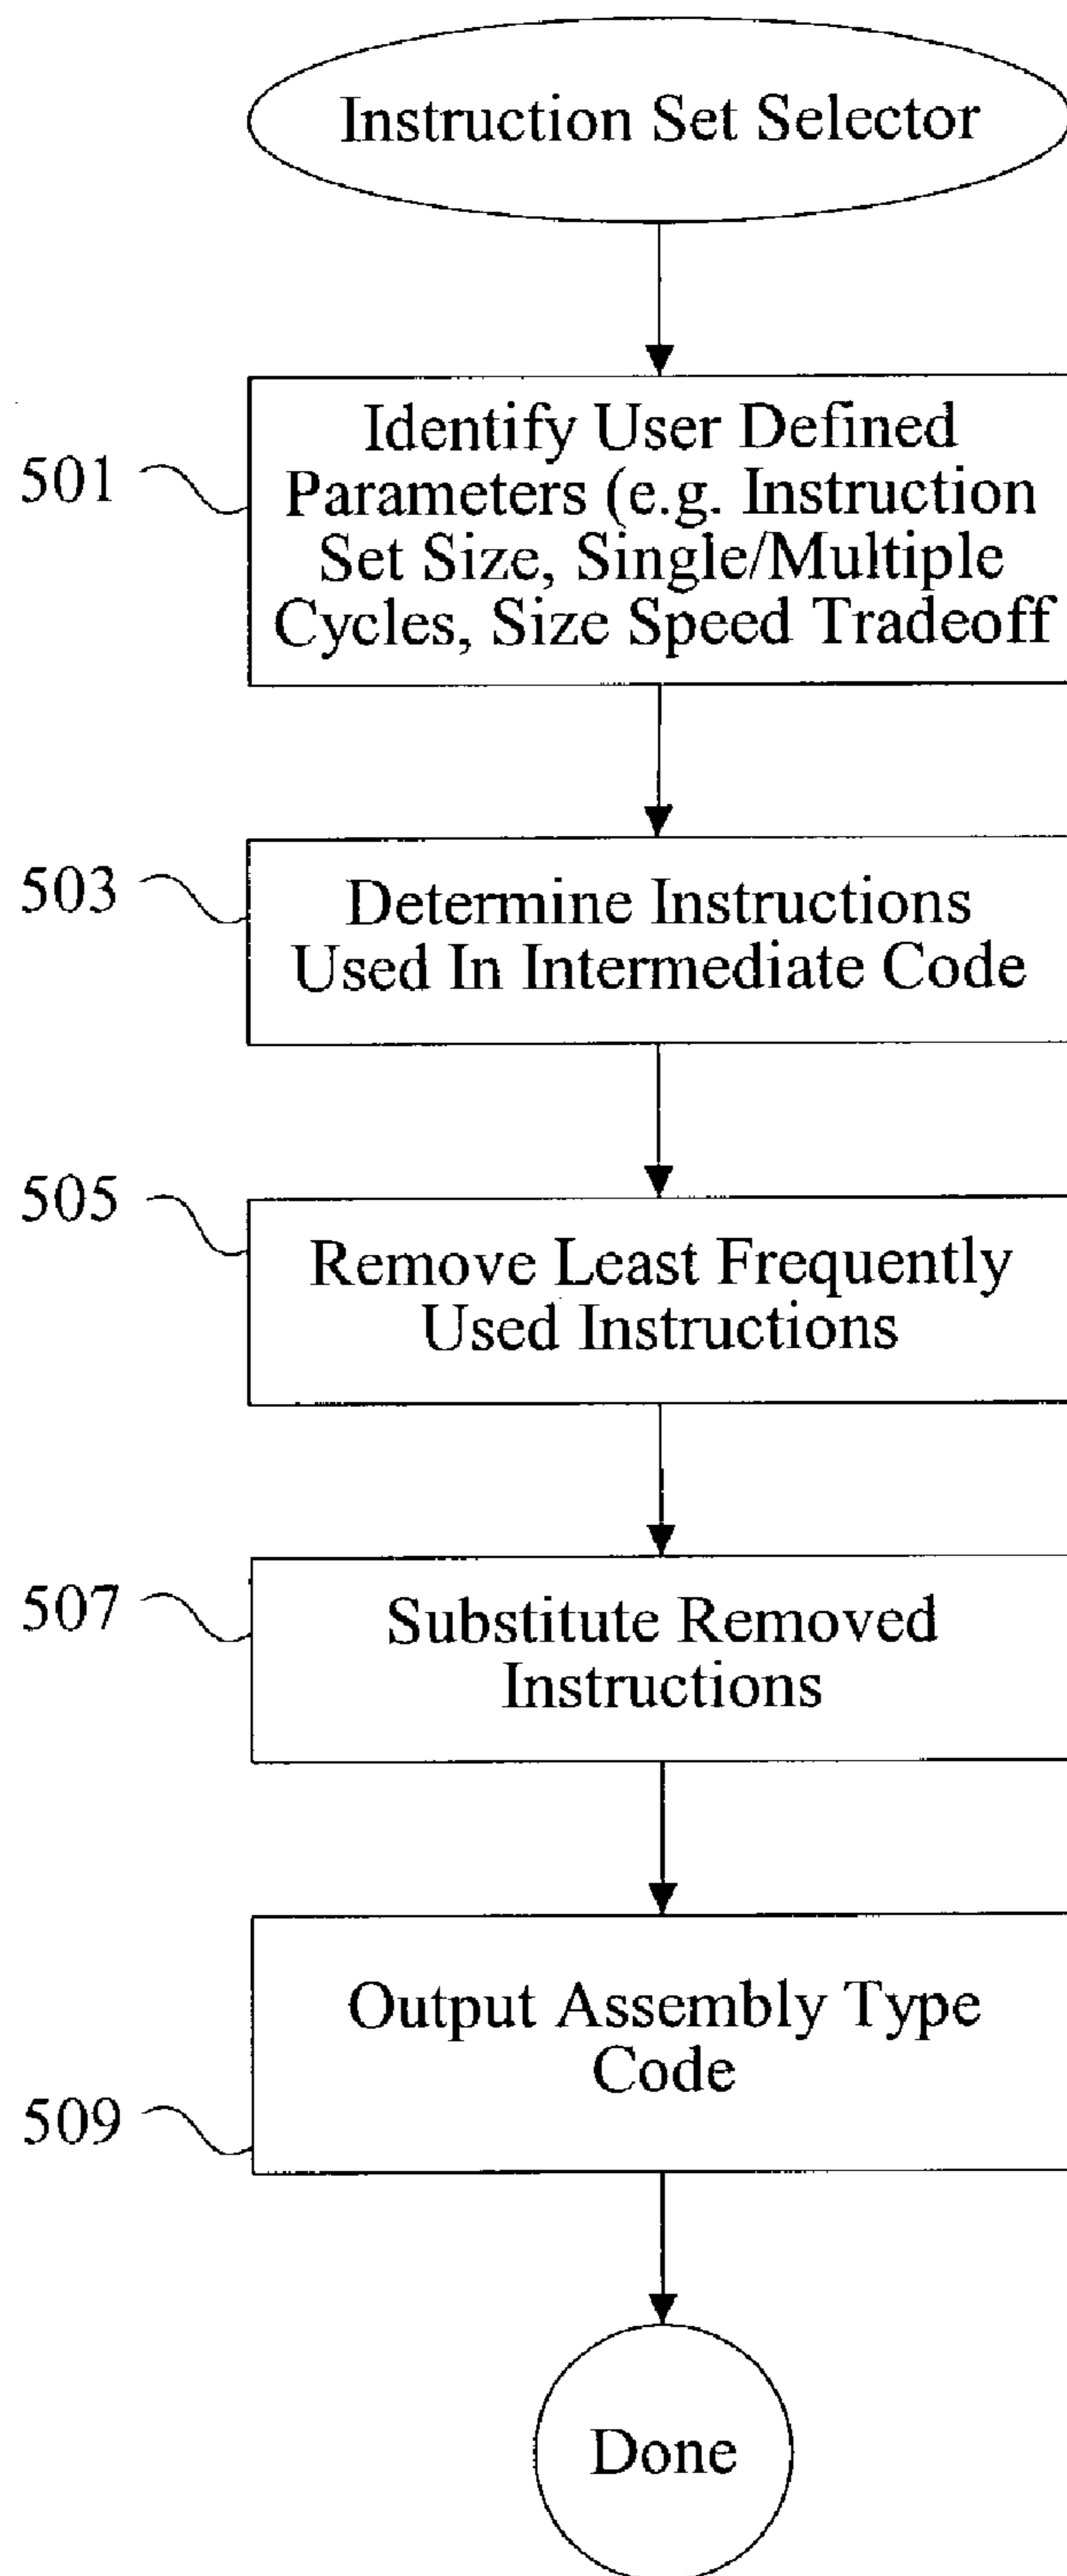 Instruction Set Selector
501
Identify User Defined
Parameters (e.g. Instruction
Set Size, Single/Multiple
Cycles, Size Speed Tradeoff
503
Determine Instructions
Used In Intermediate Code
505
Remove Least Frequently
Used Instructions
507
Substitute Removed
Instructions
Output Assembly Type
Code
509
Done